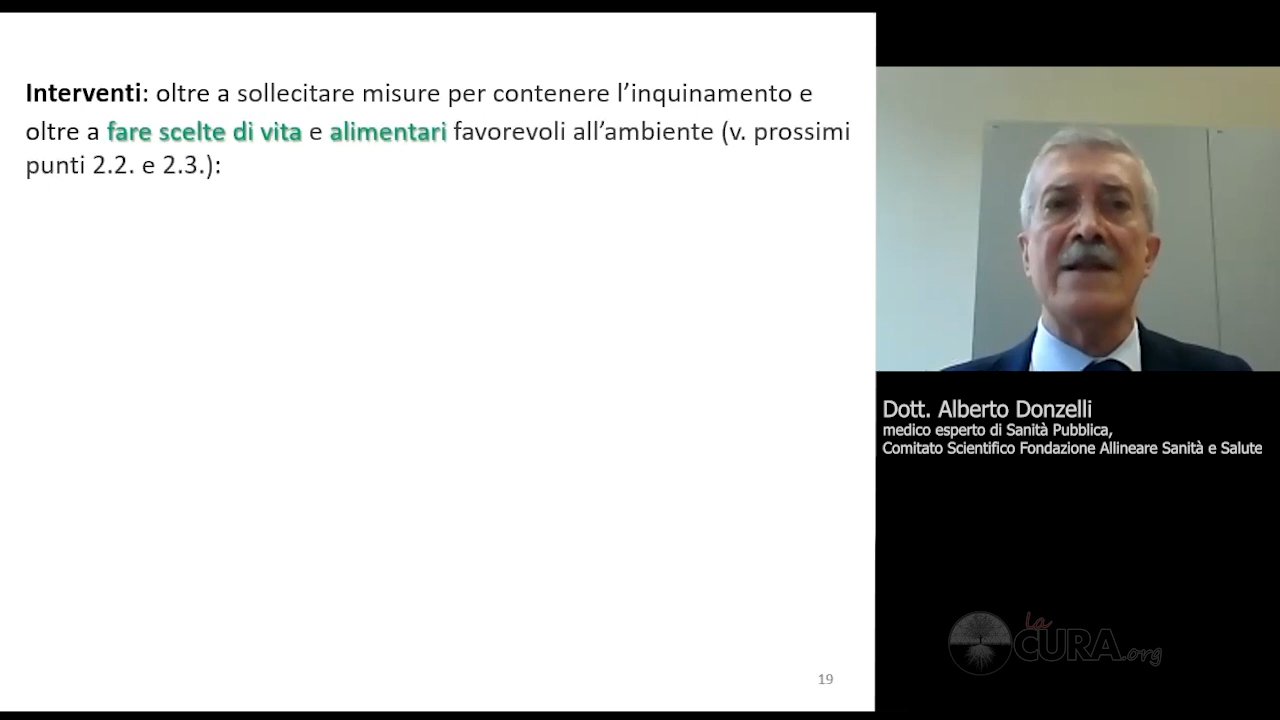 Interventi: oltre a sollecitare misure per contenere l’inquinamento e
oltre a fare scelte di vita e alimentari favorevoli all’ambiente (v. prossimi
punti 2.2. e 2.3.):
19
Dott. Alberto Donzelli
medico esperto di Sanità Pubblica,
Comitato Scientifico Fondazione Allineare Sanità e Salute
la
CURA.org